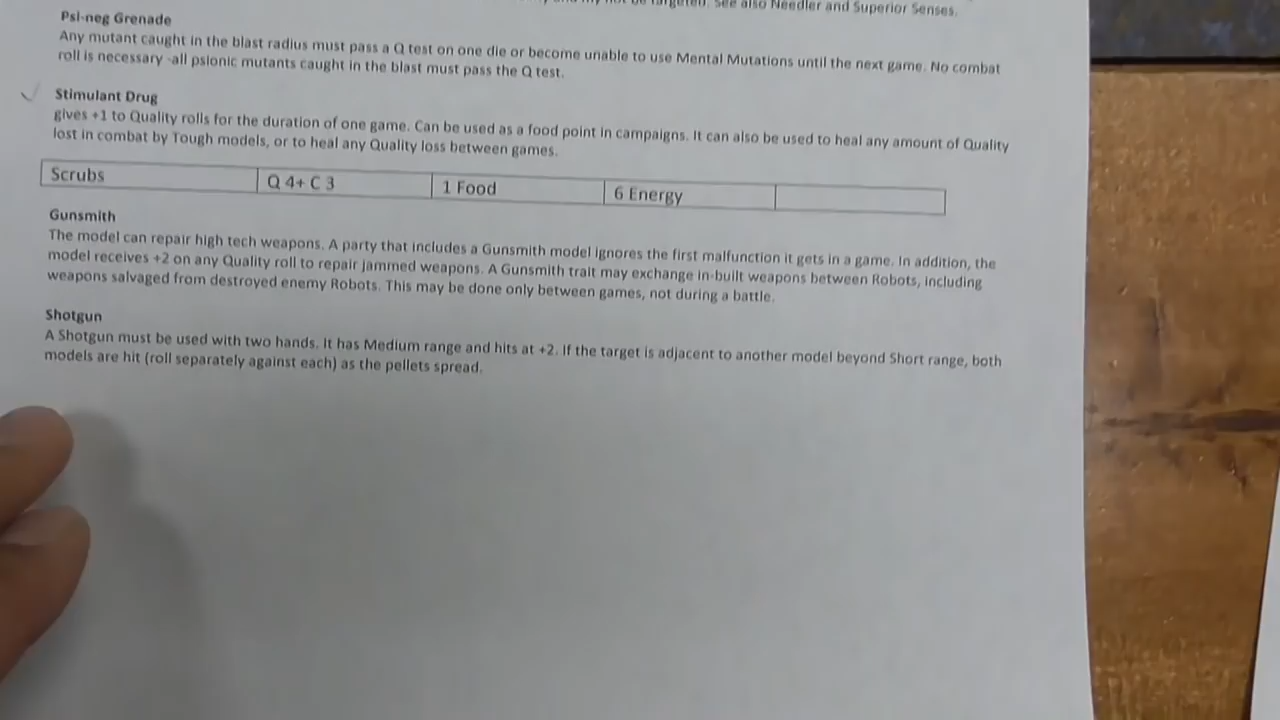 not be targeted. See also Needler and Superior Senses.
Psi-neg Grenade
Any mutant caught in the blast radius must pass a Q test on one die or become unable to use Mental Mutations until the next game. No combat
roll is necessary -all psionic mutants caught in the blast must pass the Q test.
Stimulant Drug
gives +1 to Quality rolls for the duration of one game. Can be used as a food point in campaigns. It can also be used to heal any amount of Quality
lost in combat by Tough models, or to heal any Quality loss between games.
Scrubs Q 4+ C 3 1 Food 6 Energy
Gunsmith
The model can repair high tech weapons. A party that includes a Gunsmith model ignores the first malfunction it gets in a game. In addition, the
model receives +2 on any Quality roll to repair jammed weapons. A Gunsmith trait may exchange in-built weapons between Robots, including
weapons salvaged from destroyed enemy Robots. This may be done only between games, not during a battle.
Shotgun
A Shotgun must be used with two hands. It has Medium range and hits at +2. If the target is adjacent to another model beyond Short range, both
models are hit (roll separately against each) as the pellets spread.